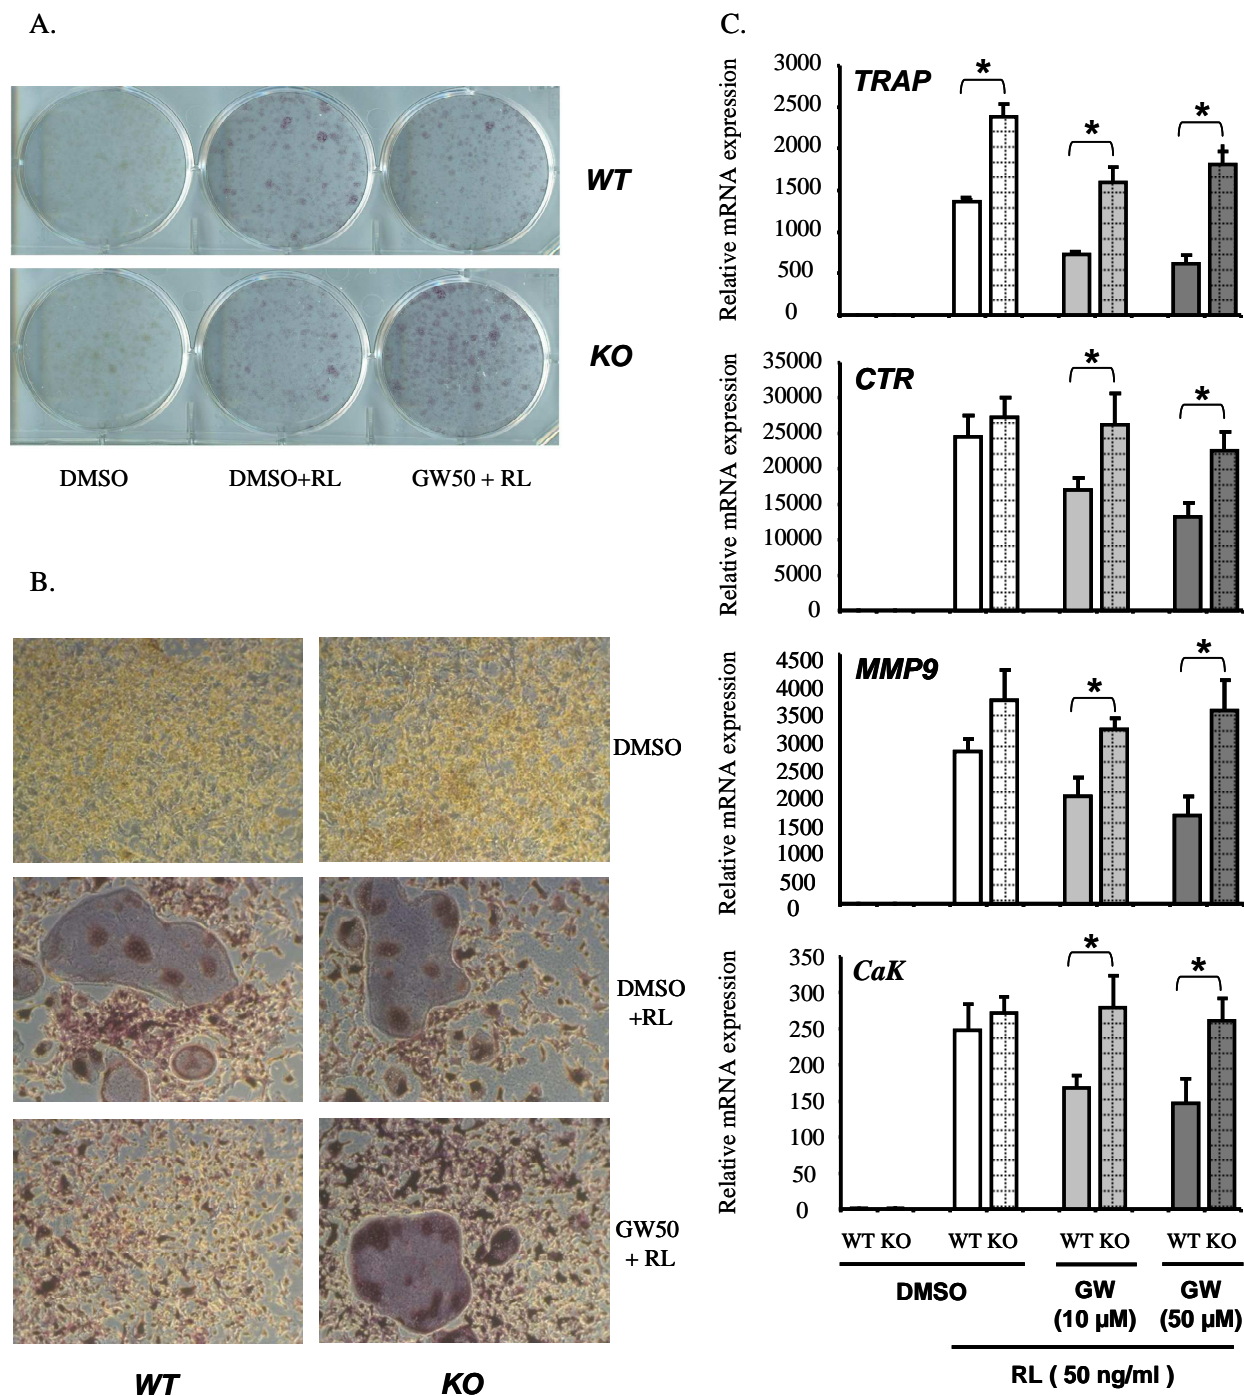 A.
WT
KO
DMSO DMSO+RL GW50 + RL
B.
DMSO
DMSO
+RL
GW50
+ RL
WT KO
C.
TRAP
Relative mRNA expression
3000
2500
2000
1500
1000
500
0
*
*
*
CTR
Relative mRNA expression
35000
30000
25000
20000
15000
10000
5000
0
*
*
MMP9
Relative mRNA expression
4500
4000
3500
3000
2500
2000
1500
1000
500
0
*
*
CaK
Relative mRNA expression
350
300
250
200
150
100
50
0
*
*
WT KO WT KO WT KO WT KO
DMSO GW GW
(10 µM) (50 µM)
RL ( 50 ng/ml )